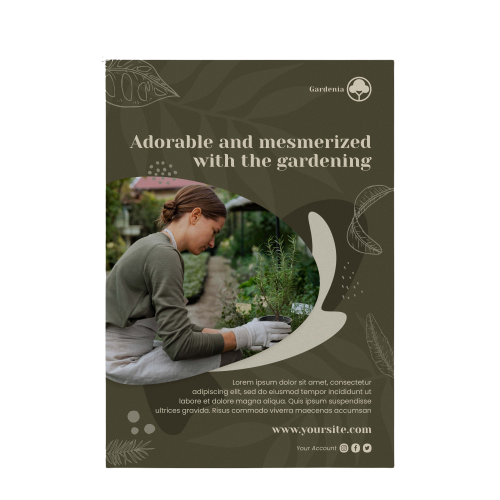 Gardenia
Adorable and mesmerized
with the gardening
Lorem ipsum dolor sit amet, consectetur
adipiscing elit, sed do eiusmod tempor incididunt ut
labore et dolore magna aliqua. Quis ipsum suspendisse
ultrices gravida. Risus commodo viverra maecenas accumsan
www.yoursite.com
Your Account